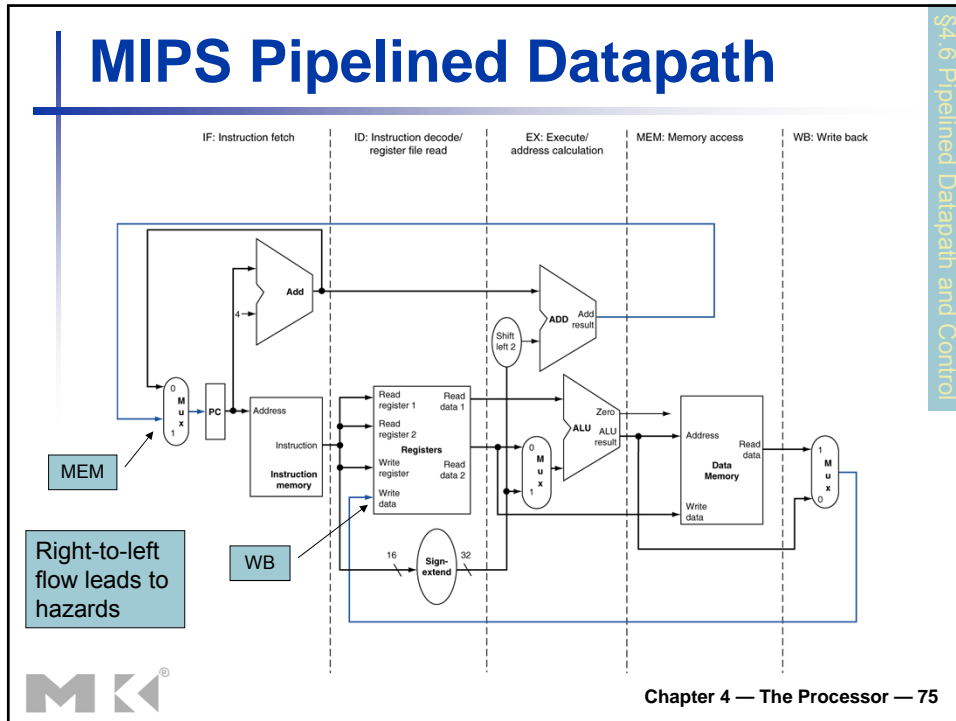 MIPS Pipelined Datapath
§4.6 Pipelined Datapath and Control
IF: Instruction fetch
ID: Instruction decode/
register file read
EX: Execute/
address calculation
MEM: Memory access
WB: Write back
Add
4
ADD
Add
result
Shift
left 2
0
M
u
x
1
PC
Address
Instruction
Instruction
memory
Read
register 1
Read
data 1
Read
register 2
Registers
Write
register
Read
data 2
Write
data
0
M
u
x
1
Zero
ALU
ALU
result
Address
Read
data
Data
Memory
Write
data
1
M
u
x
0
MEM
WB
16
Sign-
extend
32
Right-to-left
flow leads to
hazards
MK®
Chapter 4 — The Processor — 75